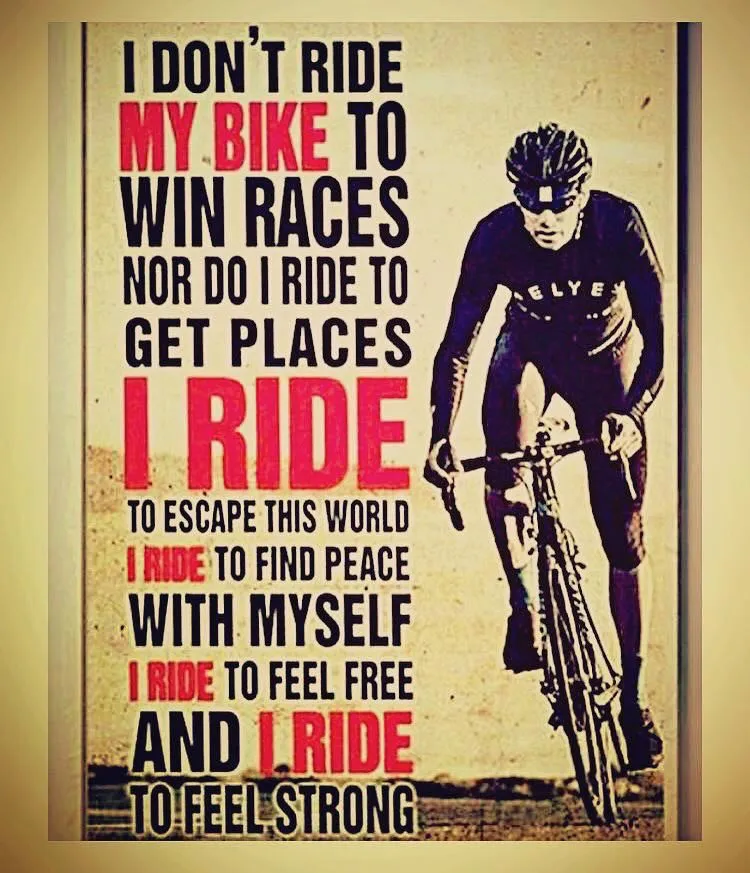 I DON'T RIDE
MY BIKE TO
WIN RACES
NOR DO I RIDE TO
GET PLACES
I RIDE
TO ESCAPE THIS WORLD
I RIDE TO FIND PEACE
WITH MYSELF
I RIDE TO FEEL FREE
AND I RIDE
TO FEEL STRONG